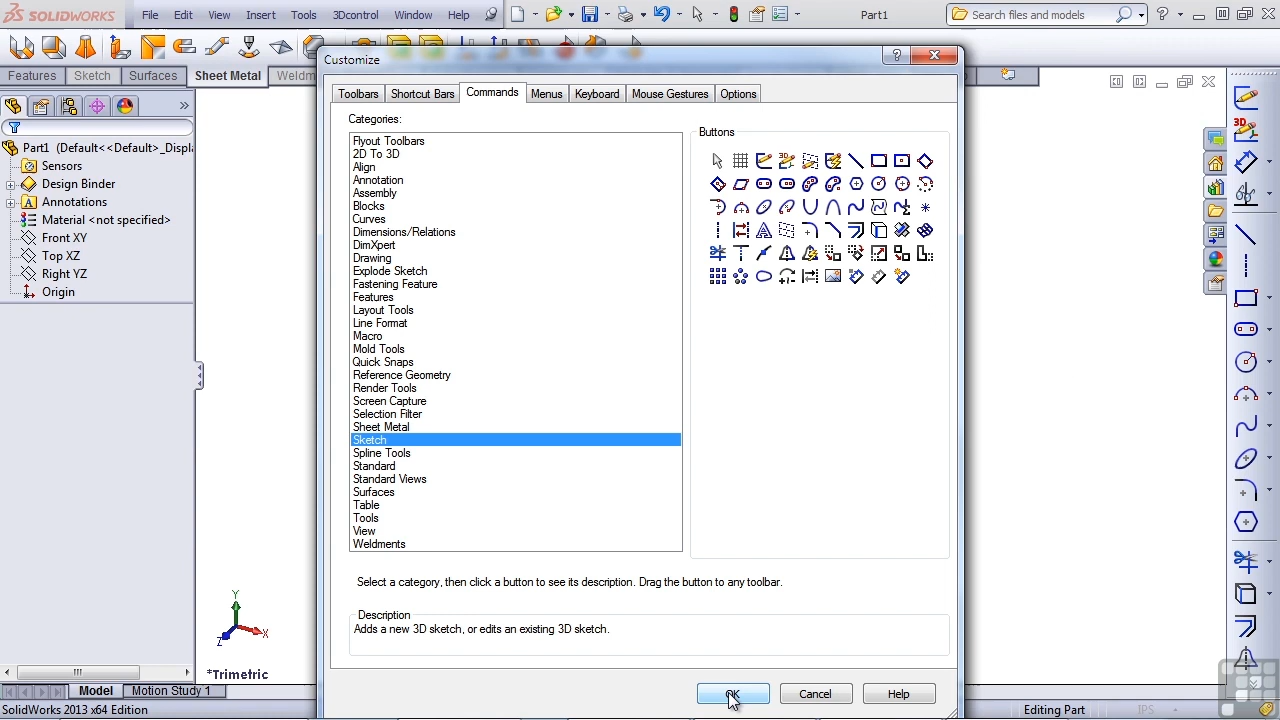 SOLIDWORKS File Edit View Insert Tools 3Dcontrol Window Help Part1 Search files and models
Customize
Features Sketch Surfaces Sheet Metal Weldm
Toolbars Shortcut Bars Commands Menus Keyboard Mouse Gestures Options
Categories:
Buttons
Part1 (Default<<Default>_Displa
Sensors
Design Binder
Annotations
Material <not specified>
Front XY
Top XZ
Right YZ
Origin
Flyout Toolbars
2D To 3D
Align
Annotation
Assembly
Blocks
Curves
Dimensions/Relations
DimXpert
Drawing
Explode Sketch
Fastening Feature
Features
Layout Tools
Line Format
Macro
Mold Tools
Quick Snaps
Reference Geometry
Render Tools
Screen Capture
Selection Filter
Sheet Metal
Sketch
Spline Tools
Standard
Standard Views
Surfaces
Table
Tools
View
Weldments
Select a category, then click a button to see its description. Drag the button to any toolbar.
Description
Adds a new 3D sketch, or edits an existing 3D sketch.
Y
X
Z
*Trimetric
OK Cancel Help
Model Motion Study 1
SolidWorks 2013 x64 Edition Editing Part IPS